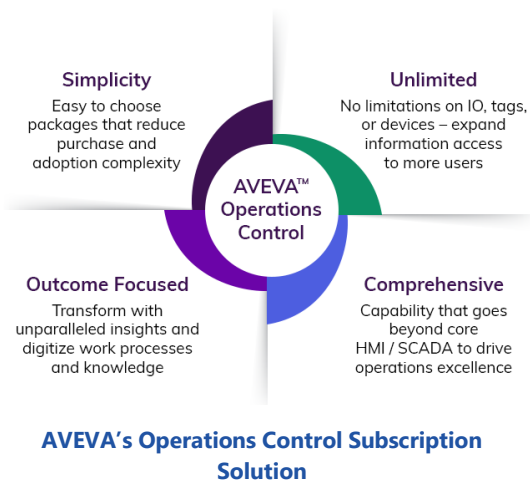 Simplicity
Easy to choose
packages that reduce
purchase and
adoption complexity
Unlimited
No limitations on IO, tags,
or devices – expand
information access
to more users
AVEVA™
Operations
Control
Outcome Focused
Transform with
unparalleled insights and
digitize work processes
and knowledge
Comprehensive
Capability that goes
beyond core
HMI / SCADA to drive
operations excellence
AVEVA’s Operations Control Subscription
Solution